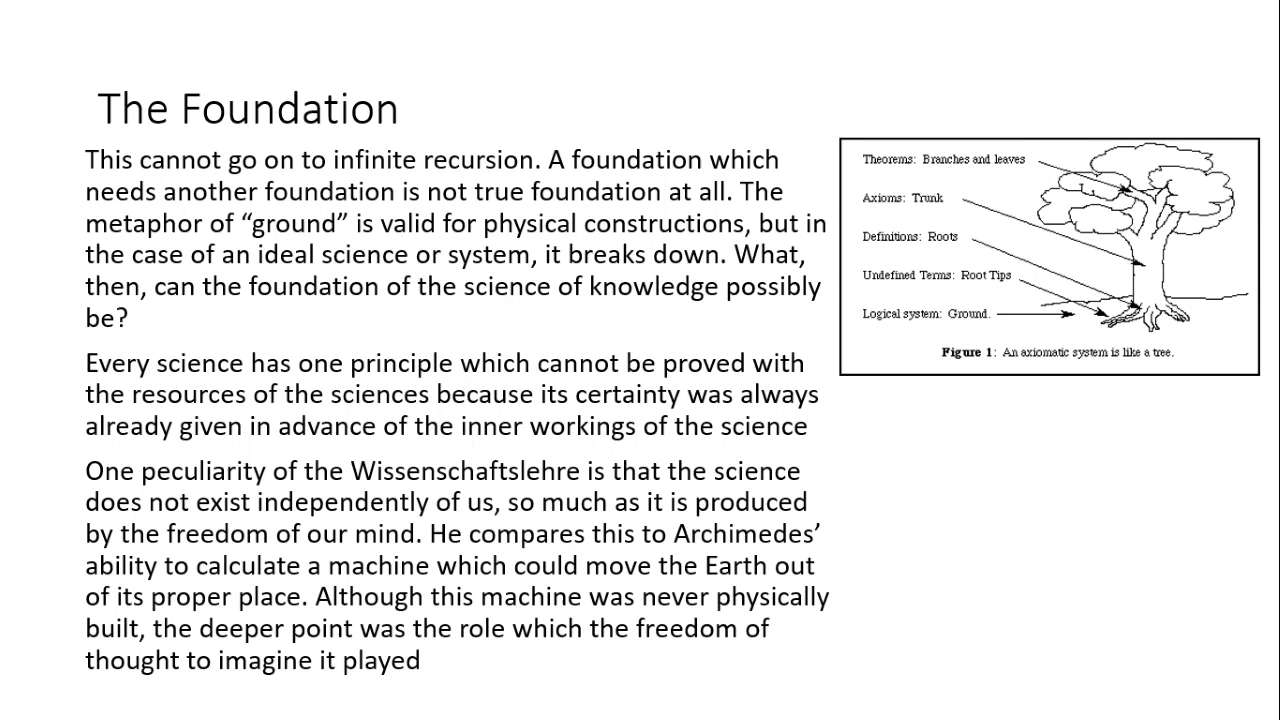 The Foundation
This cannot go on to infinite recursion. A foundation which
needs another foundation is not true foundation at all. The
metaphor of “ground” is valid for physical constructions, but in
the case of an ideal science or system, it breaks down. What,
then, can the foundation of the science of knowledge possibly
be?
Every science has one principle which cannot be proved with
the resources of the sciences because its certainty was always
already given in advance of the inner workings of the science
One peculiarity of the Wissenschaftslehre is that the science
does not exist independently of us, so much as it is produced
by the freedom of our mind. He compares this to Archimedes’
ability to calculate a machine which could move the Earth out
of its proper place. Although this machine was never physically
built, the deeper point was the role which the freedom of
thought to imagine it played
Theorems: Branches and leaves
Axioms: Trunk
Definitions: Roots
Undefined Terms: Root Tips
Logical system: Ground.
Figure 1: An axiomatic system is like a tree.